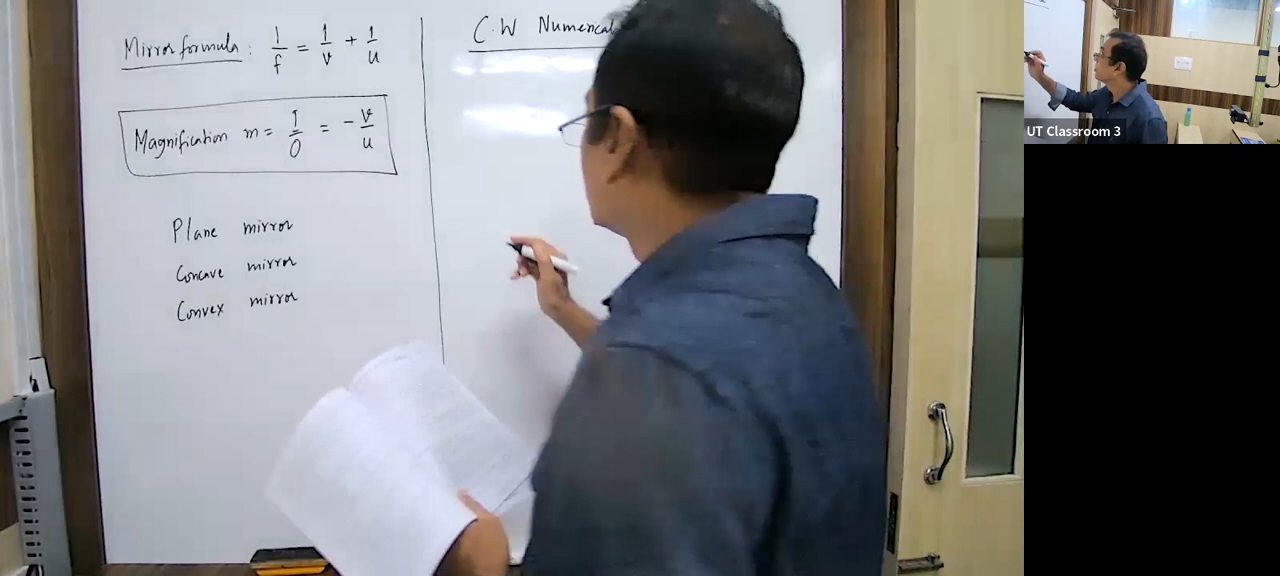 Mirror formula : 1/f = 1/v + 1/u
Magnification m = I/O = - v/u
Plane mirror
Concave mirror
Convex mirror
C.W Numerical
UT Classroom 3